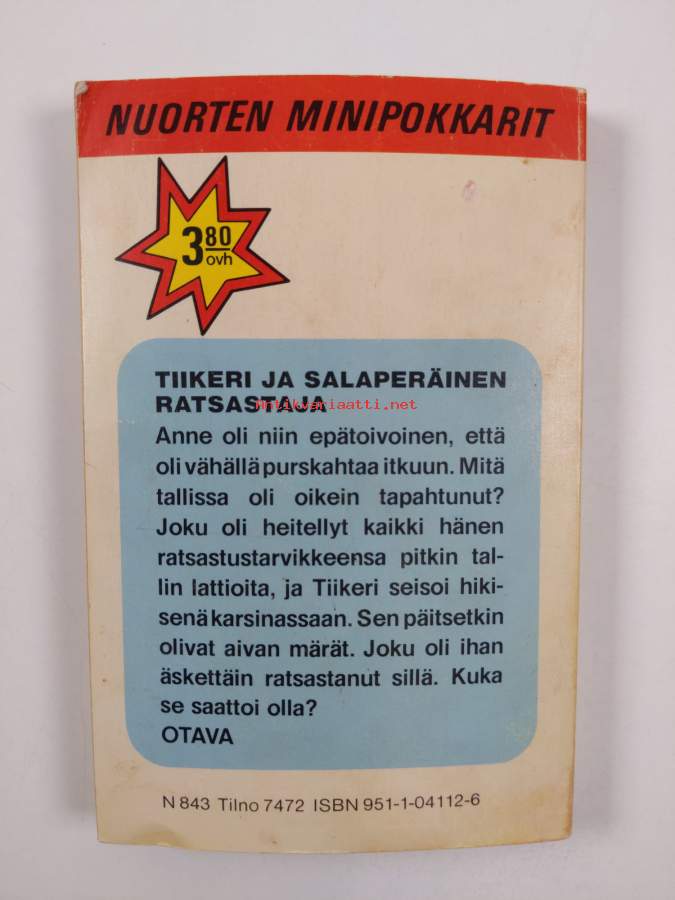 NUORTEN MINIPOKKARIT
3 80
ovh
TIIKERI JA SALAPERÄINEN
RATSASTAJA
Antikvariaatti.net
Anne oli niin epätoivoinen, että
oli vähällä purskahtaa itkuun. Mitä
tallissa oli oikein tapahtunut?
Joku oli heitellyt kaikki hänen
ratsastustarvikkeensa pitkin tal-
lin lattioita, ja Tiikeri seisoi hiki-
senä karsinassaan. Sen päitsetkin
olivat aivan märät. Joku oli ihan
äskettäin ratsastanut sillä. Kuka
se saattoi olla?
OTAVA
N 843 Tilno 7472 ISBN 951-1-04112-6